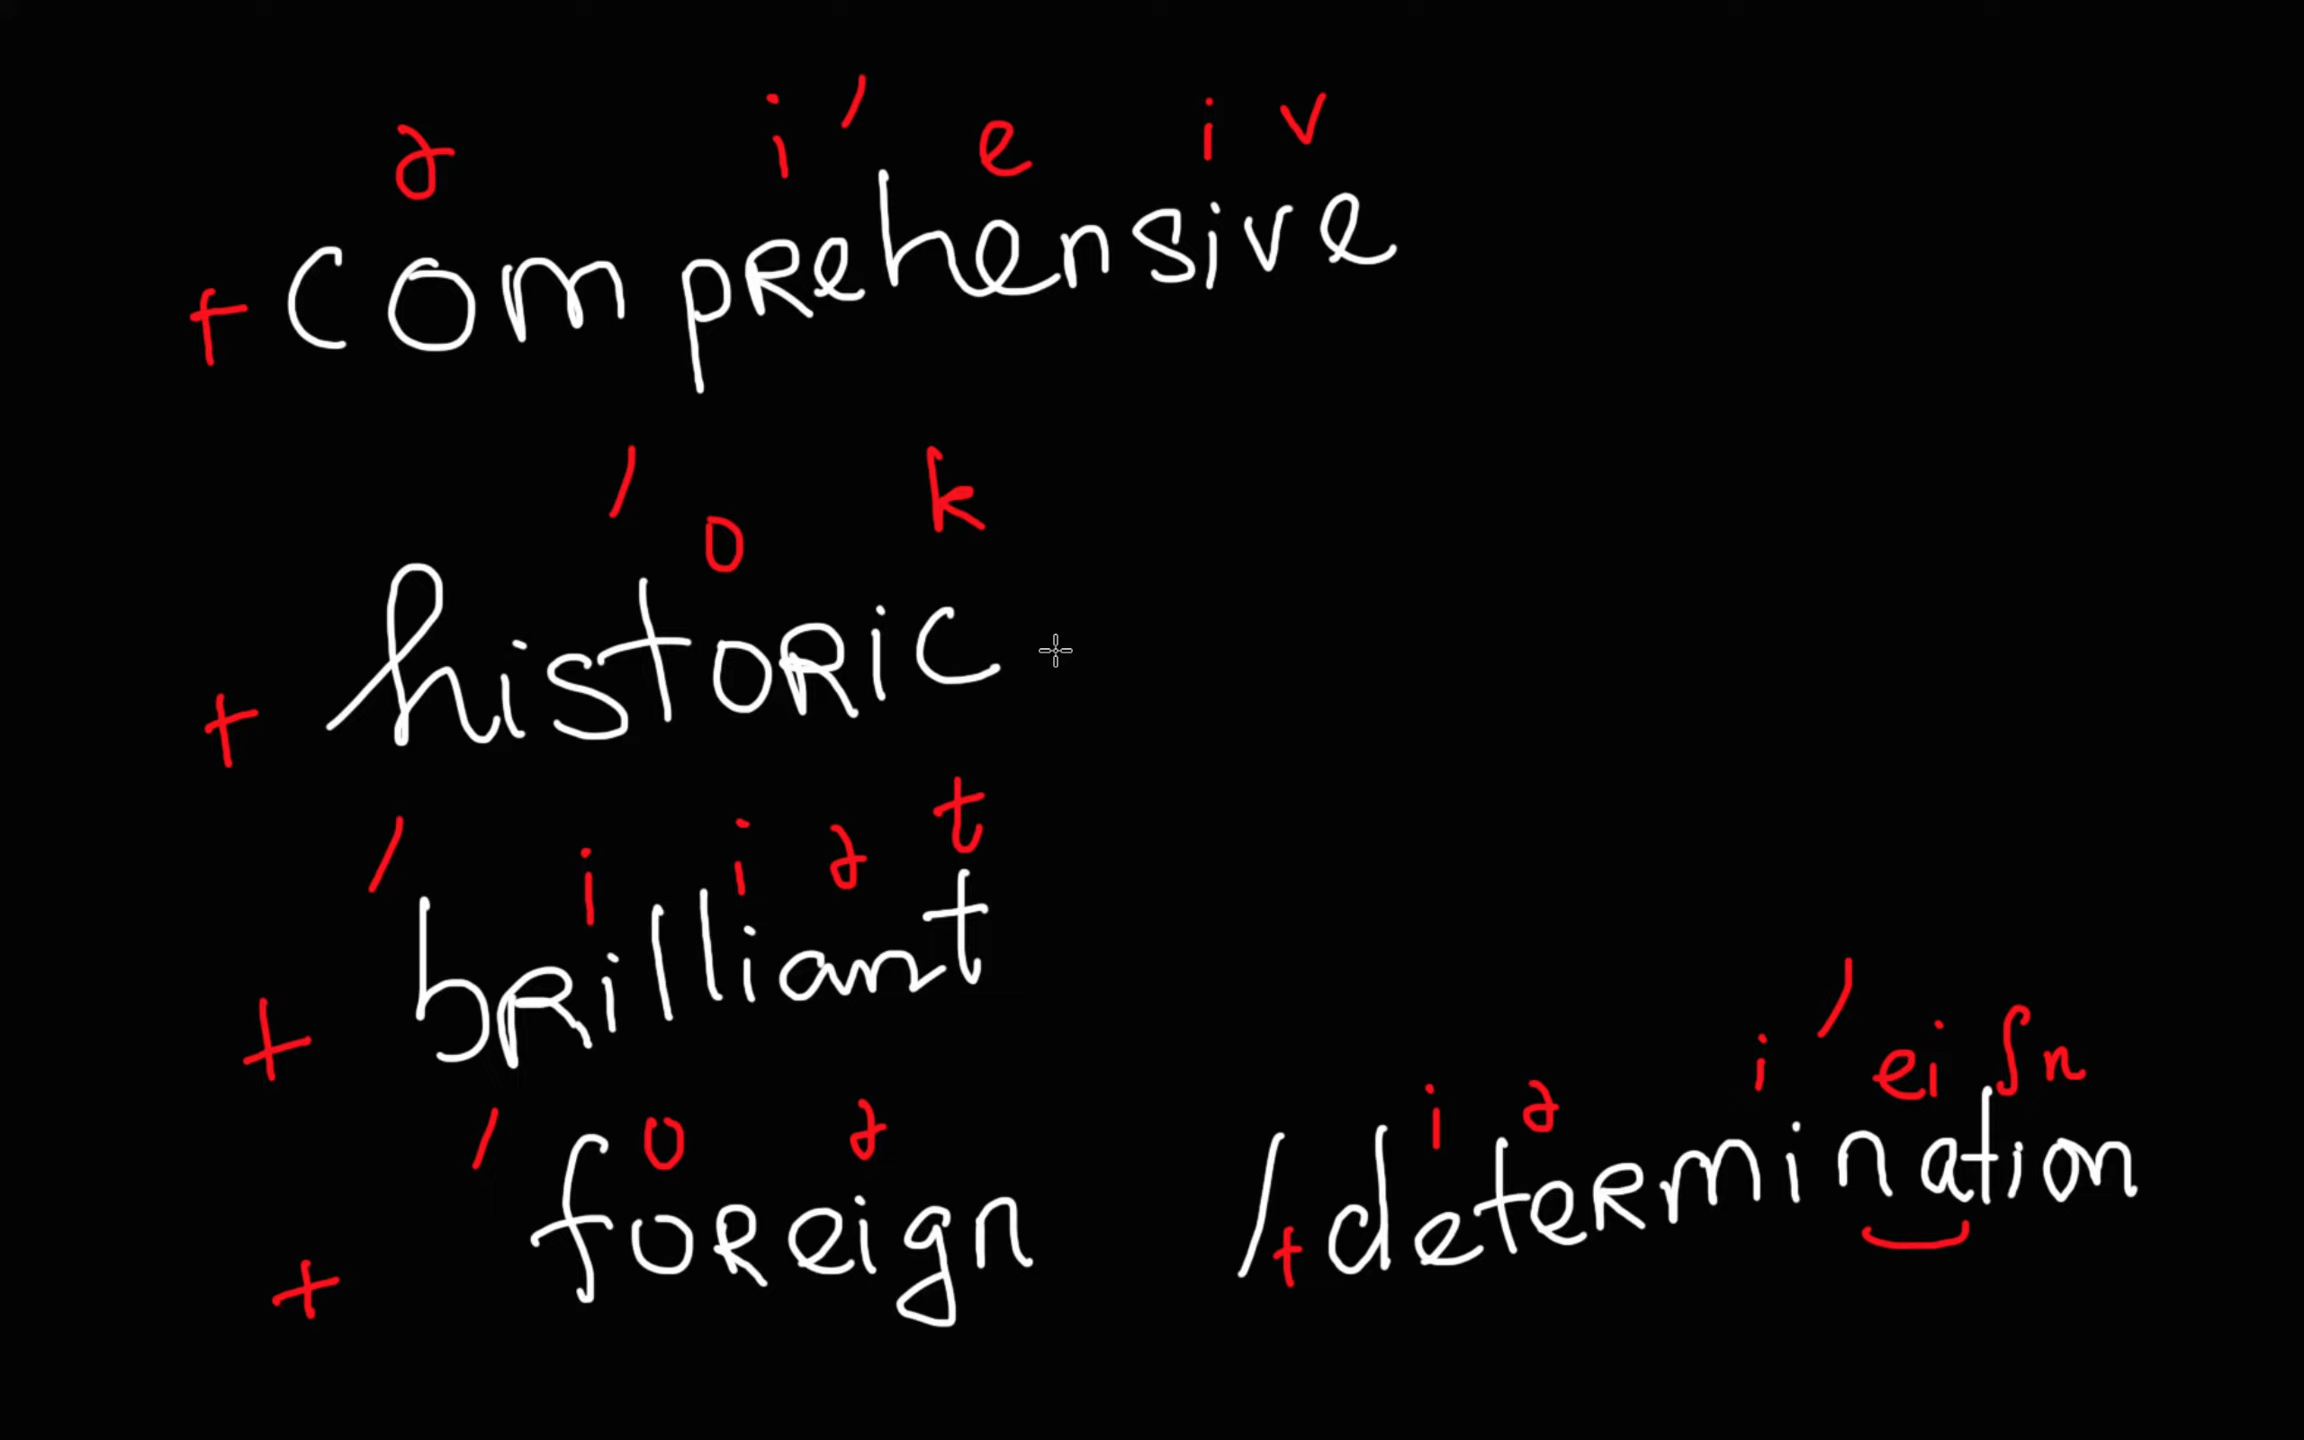 ə i ' e i v
+ comprehensive
' o k
+ historic
' i i ə t
+ brilliant
' o ə i ə i ' ei ʃn
+ foreign / + determination